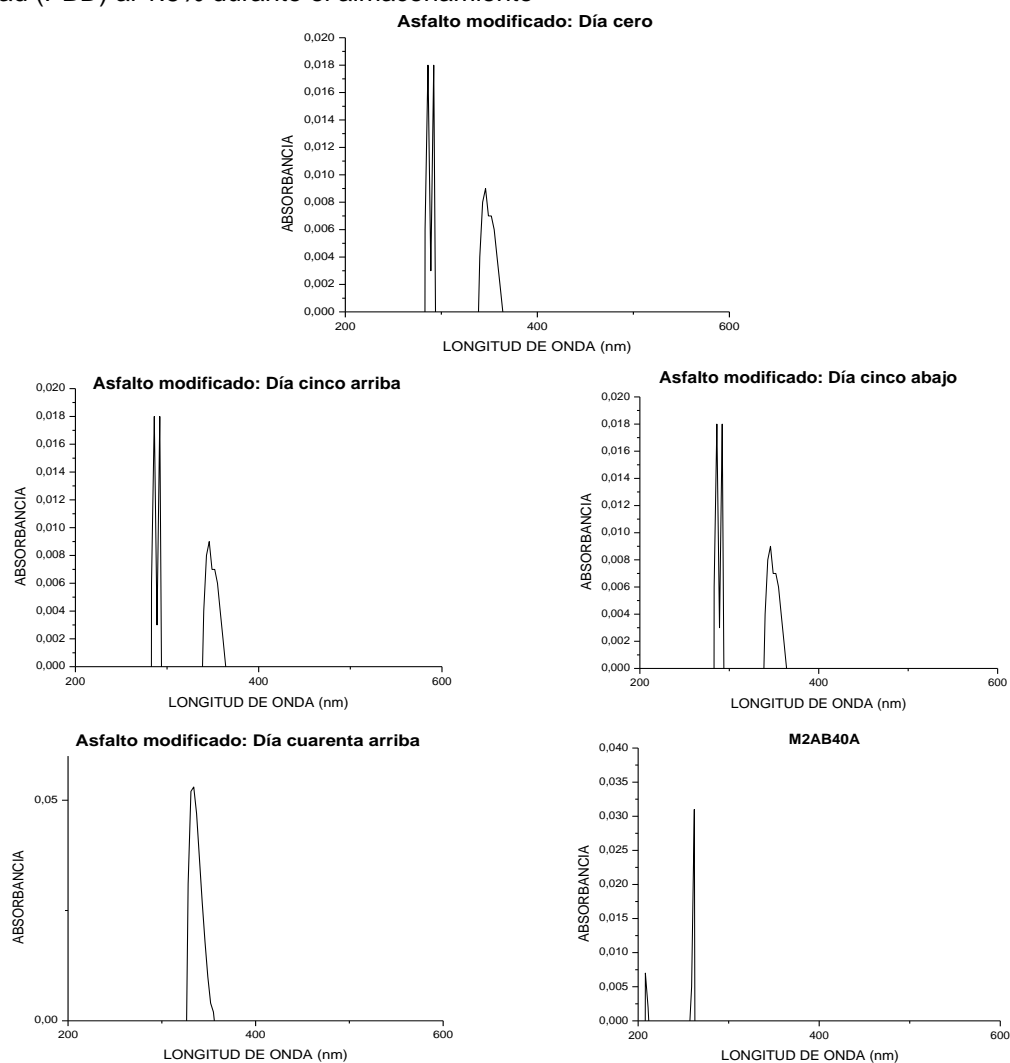 (PBD) al 1.5% durante el almacenamiento
Asfalto modificado: Día cero
0,020
0,018
0,016
0,014
0,012
0,010
0,008
0,006
0,004
0,002
0,000
ABSORBANCIA
200 400 600
LONGITUD DE ONDA (nm)
Asfalto modificado: Día cinco arriba
0,020
0,018
0,016
0,014
0,012
0,010
0,008
0,006
0,004
0,002
0,000
ABSORBANCIA
200 400 600
LONGITUD DE ONDA (nm)
Asfalto modificado: Día cinco abajo
0,020
0,018
0,016
0,014
0,012
0,010
0,008
0,006
0,004
0,002
0,000
ABSORBANCIA
200 400 600
LONGITUD DE ONDA (nm)
Asfalto modificado: Día cuarenta arriba
0,05
0,00
ABSORBANCIA
200 400 600
LONGITUD DE ONDA (nm)
M2AB40A
0,040
0,035
0,030
0,025
0,020
0,015
0,010
0,005
0,000
ABSORBANCIA
200 400 600
LONGITUD DE ONDA (nm)